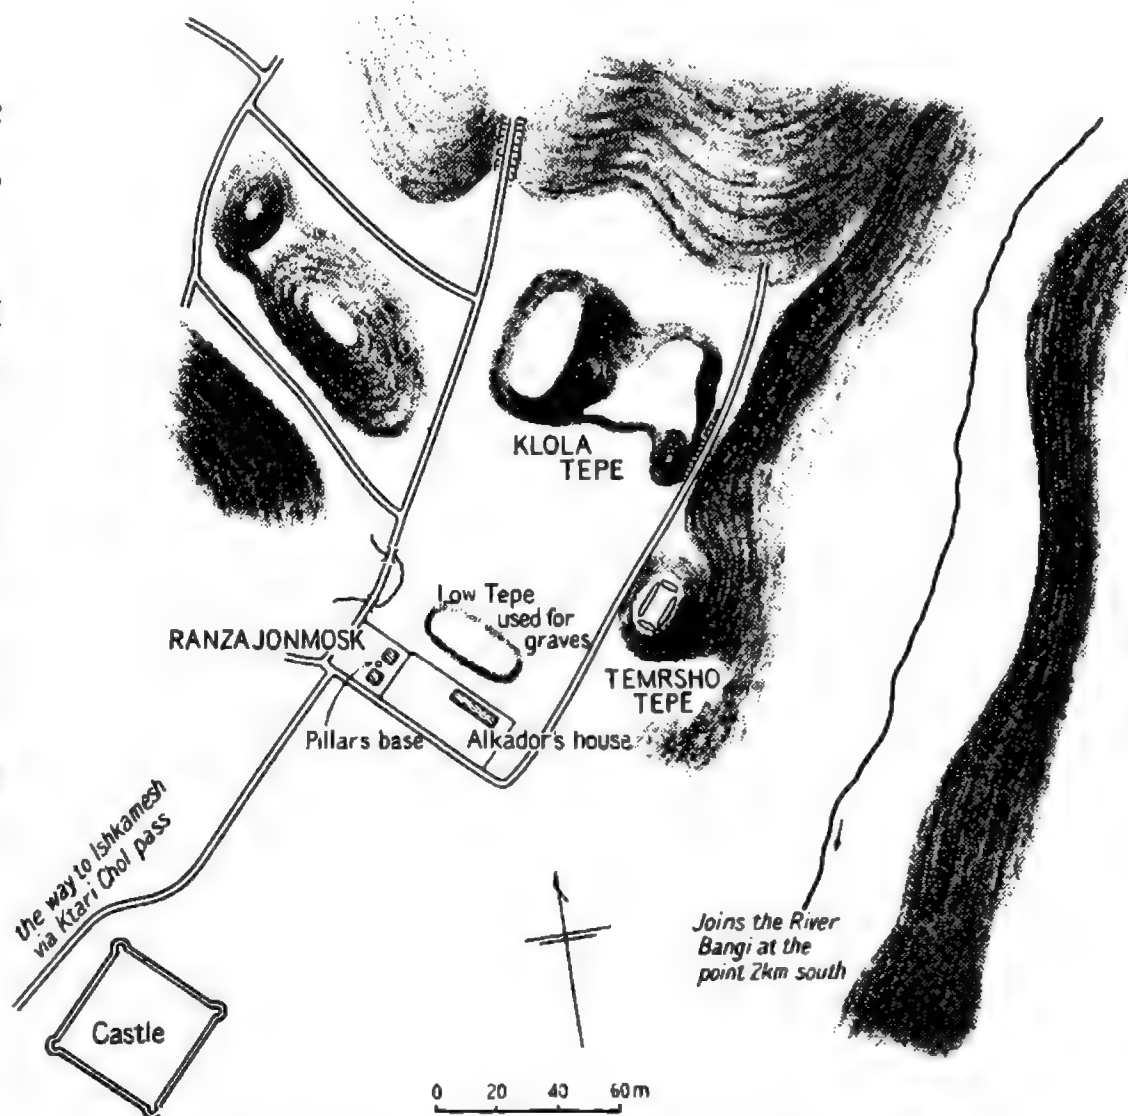 KLOLA
TEPE
Low Tepe
used for
graves
RANZAJONMOSK
TEMRSHO
TEPE
Pillars base
Alkador's house
the way to Ishkamesh
via Ktari Chol pass
Joins the River
Bangi at the
point 2km south
Castle
0 20 40 60m